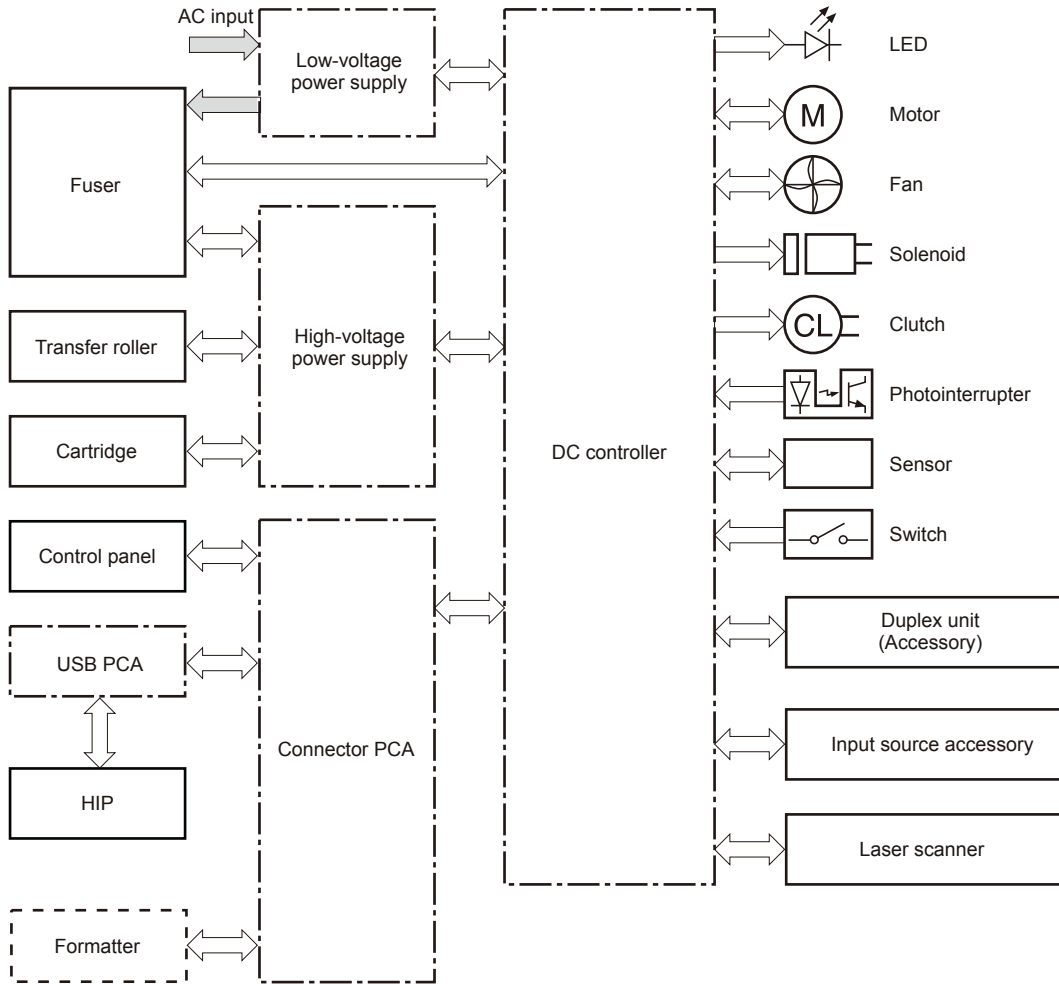 AC input
Low-voltage
power supply
LED
Motor
M
Fuser
Fan
Solenoid
High-voltage
power supply
Transfer roller
CL
Clutch
Photointerrupter
Cartridge
DC controller
Sensor
Control panel
Switch
USB PCA
Duplex unit
(Accessory)
Connector PCA
Input source accessory
HIP
Laser scanner
Formatter